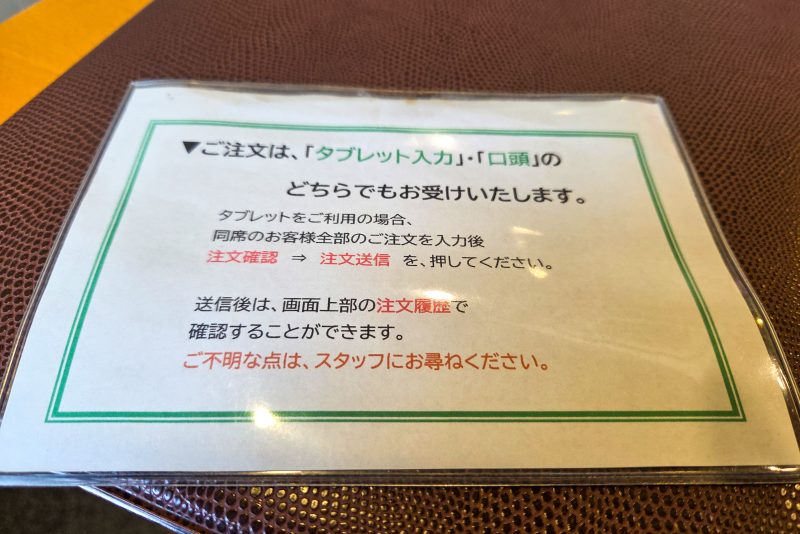 ▼ご注文は、「タブレット入力」・「口頭」の
どちらでもお受けいたします。
タブレットをご利用の場合、
同席のお客様全部のご注文を入力後
注文確認 ⇒ 注文送信 を、押してください。
送信後は、画面上部の注文履歴で
確認することができます。
ご不明な点は、スタッフにお尋ねください。